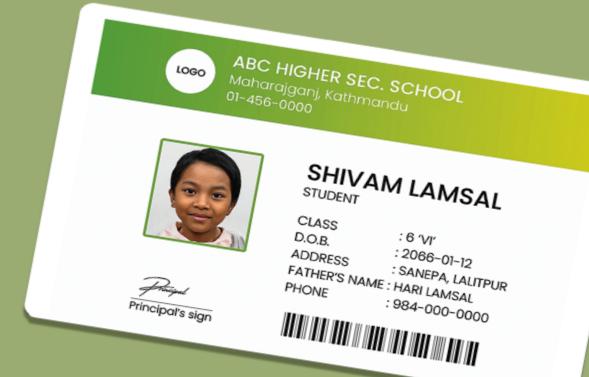 LOGO
ABC HIGHER SEC. SCHOOL
Maharajganj, Kathmandu
01-456-0000
SHIVAM LAMSAL
STUDENT
CLASS : 6 'VI'
D.O.B. : 2066-01-12
ADDRESS : SANEPA, LALITPUR
FATHER'S NAME : HARI LAMSAL
PHONE : 984-000-0000
Principal
Principal's sign